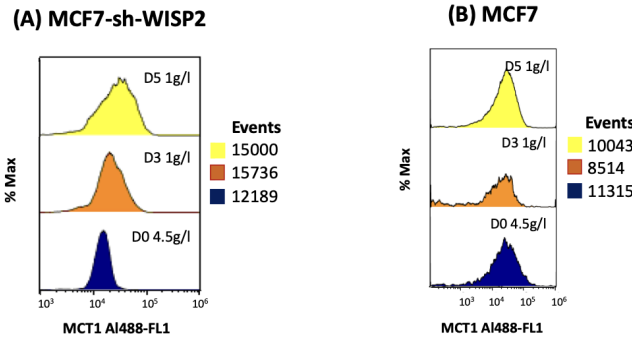 (A) MCF7-sh-WISP2
D5 1g/l
D3 1g/l
D0 4.5g/l
% Max
10³ 10⁴ 10⁵ 10⁶
MCT1 Al488-FL1
Events
15000
15736
12189
(B) MCF7
D5 1g/l
D3 1g/l
D0 4.5g/l
% Max
10³ 10⁴ 10⁵ 10⁶
MCT1 Al488-FL1
Events
10043
8514
11315